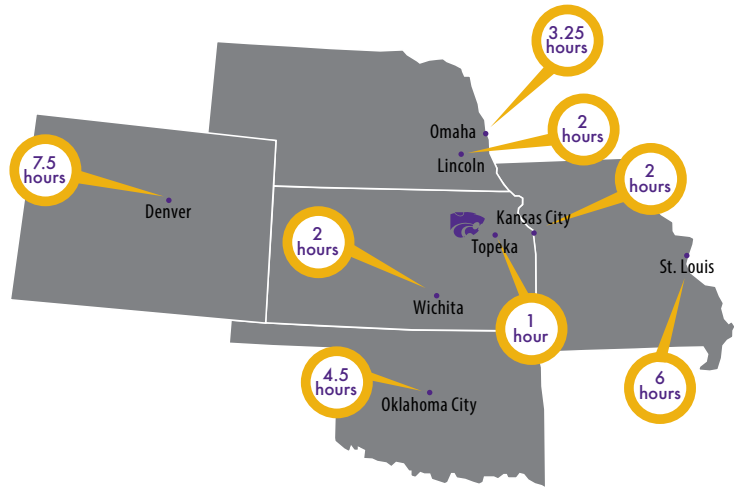 3.25
hours
Omaha
2
hours
Lincoln
7.5
hours
Denver
2
hours
Kansas City
2
hours
Topeka
St. Louis
Wichita
1
hour
4.5
hours
Oklahoma City
6
hours